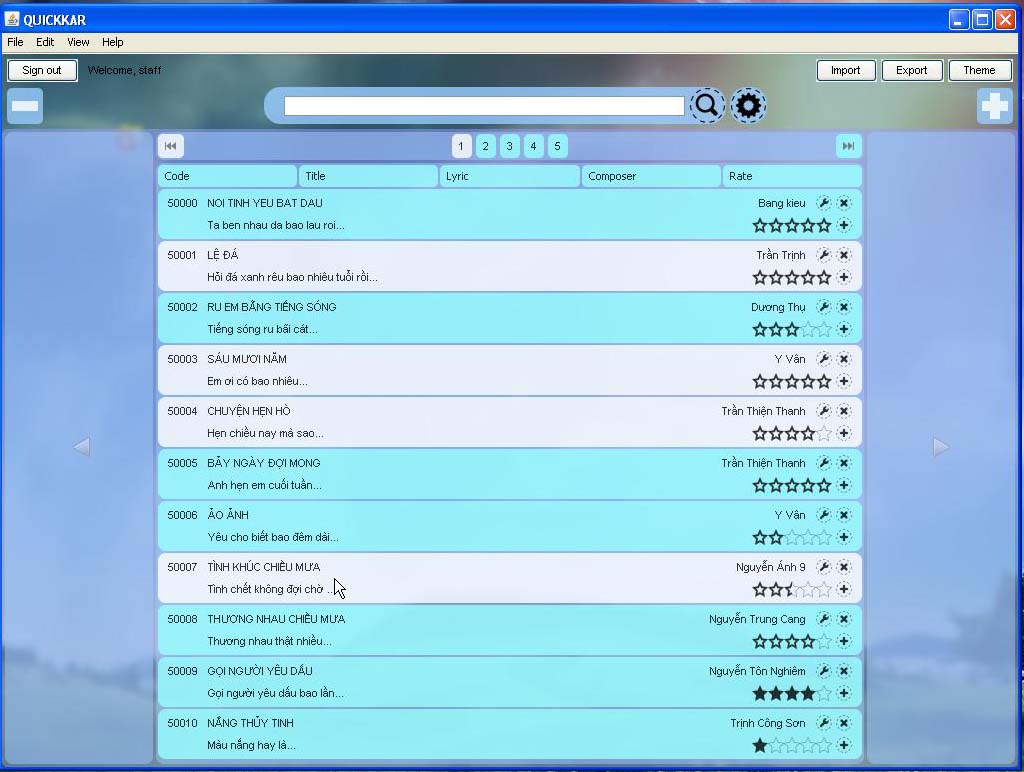 QUICKKAR
File Edit View Help
Sign out Welcome, staff Import Export Theme
1 2 3 4 5
Code Title Lyric Composer Rate
50000 NOI TINH YEU BAT DAU Bang kieu
Ta ben nhau da bao lau roi...
50001 LỆ ĐÁ Trần Trịnh
Hỏi đá xanh rêu bao nhiêu tuổi rồi...
50002 RU EM BẰNG TIẾNG SÓNG Dương Thụ
Tiếng sóng ru bãi cát...
50003 SÁU MƯƠI NĂM Y Vân
Em ơi có bao nhiêu...
50004 CHUYỆN HẸN HÒ Trần Thiện Thanh
Hẹn chiều nay mà sao...
50005 BẢY NGÀY ĐỢI MONG Trần Thiện Thanh
Anh hẹn em cuối tuần...
50006 ẢO ẢNH Y Vân
Yêu cho biết bao đêm dài...
50007 TÌNH KHÚC CHIỀU MƯA Nguyễn Ánh 9
Tình chết không đợi chờ ...
50008 THƯƠNG NHAU CHIỀU MƯA Nguyễn Trung Cang
Thương nhau thật nhiều...
50009 GỌI NGƯỜI YÊU DẤU Nguyễn Tôn Nghiêm
Gọi người yêu dấu bao lần...
50010 NẮNG THỦY TINH Trịnh Công Sơn
Màu nắng hay là...